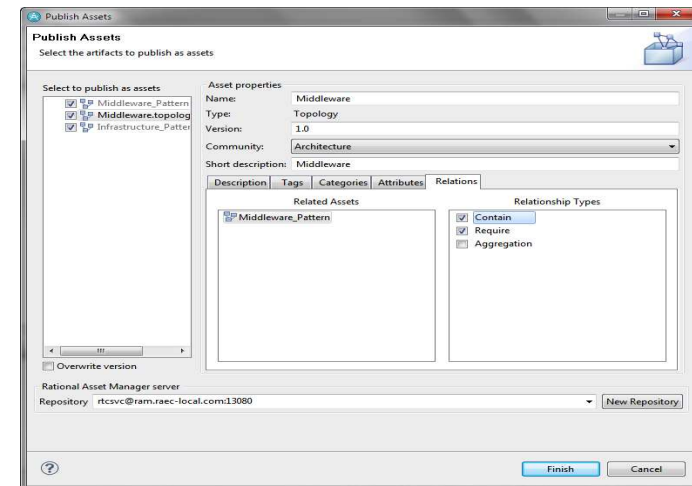 Publish Assets
Publish Assets
Select the artifacts to publish as assets
Select to publish as assets
Middleware_Pattern
Middleware.topolog
Infrastructure_Patter
Overwrite version
Asset properties
Name: Middleware
Type: Topology
Version: 1.0
Community: Architecture
Short description: Middleware
Description Tags Categories Attributes Relations
Related Assets
Middleware_Pattern
Relationship Types
Contain
Require
Aggregation
Rational Asset Manager server
Repository rtcsvc@ram.raec-local.com:13080 New Repository
Finish Cancel